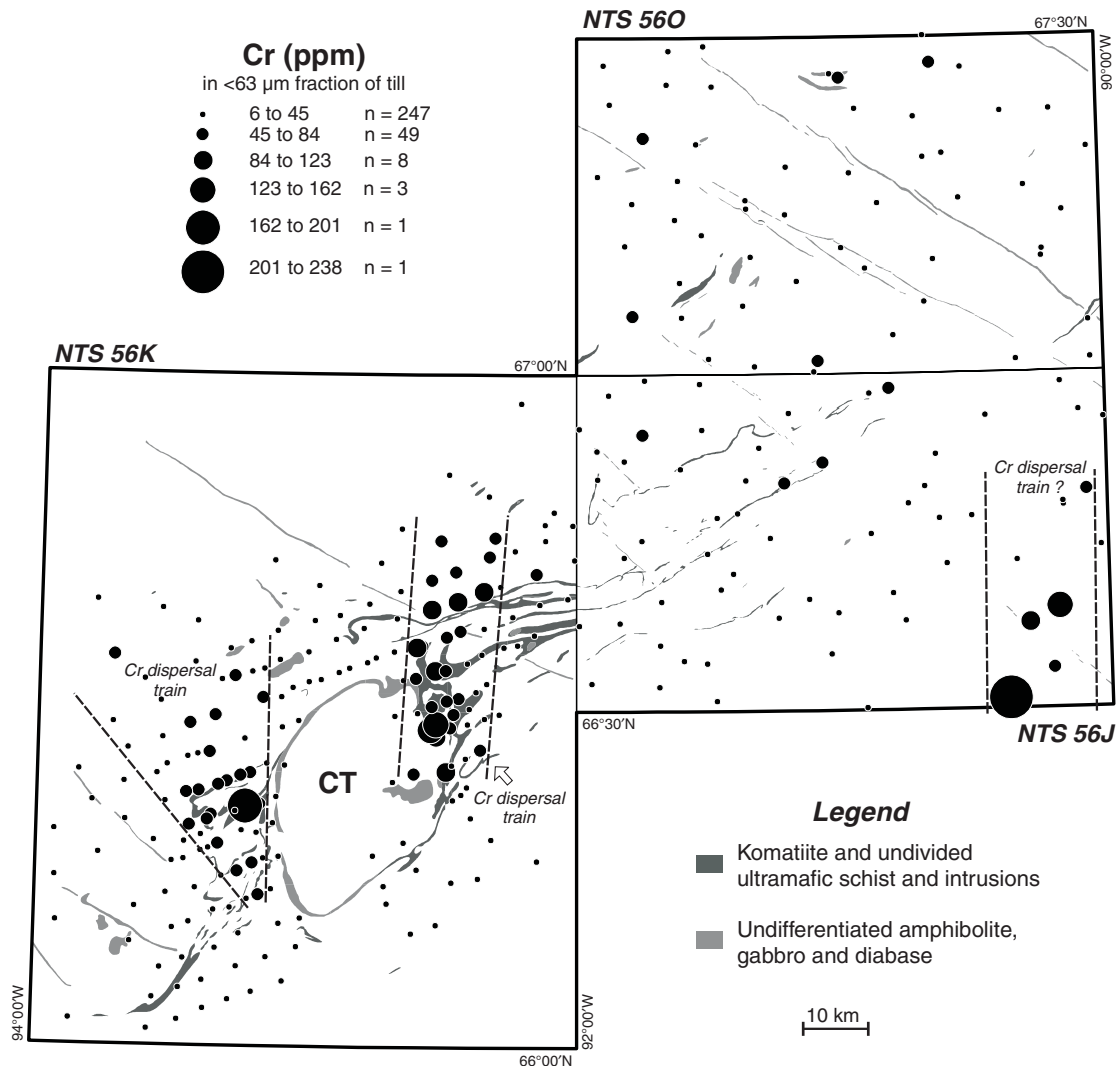 NTS 56O
67°30′N
90°00′W
Cr (ppm)
in <63 µm fraction of till
6 to 45 n = 247
45 to 84 n = 49
84 to 123 n = 8
123 to 162 n = 3
162 to 201 n = 1
201 to 238 n = 1
NTS 56K
67°00′N
Cr dispersal
train ?
Cr dispersal
train
66°30′N
NTS 56J
CT
Cr dispersal
train
Legend
Komatiite and undivided
ultramafic schist and intrusions
Undifferentiated amphibolite,
gabbro and diabase
10 km
94°00′W
92°00′W
66°00′N